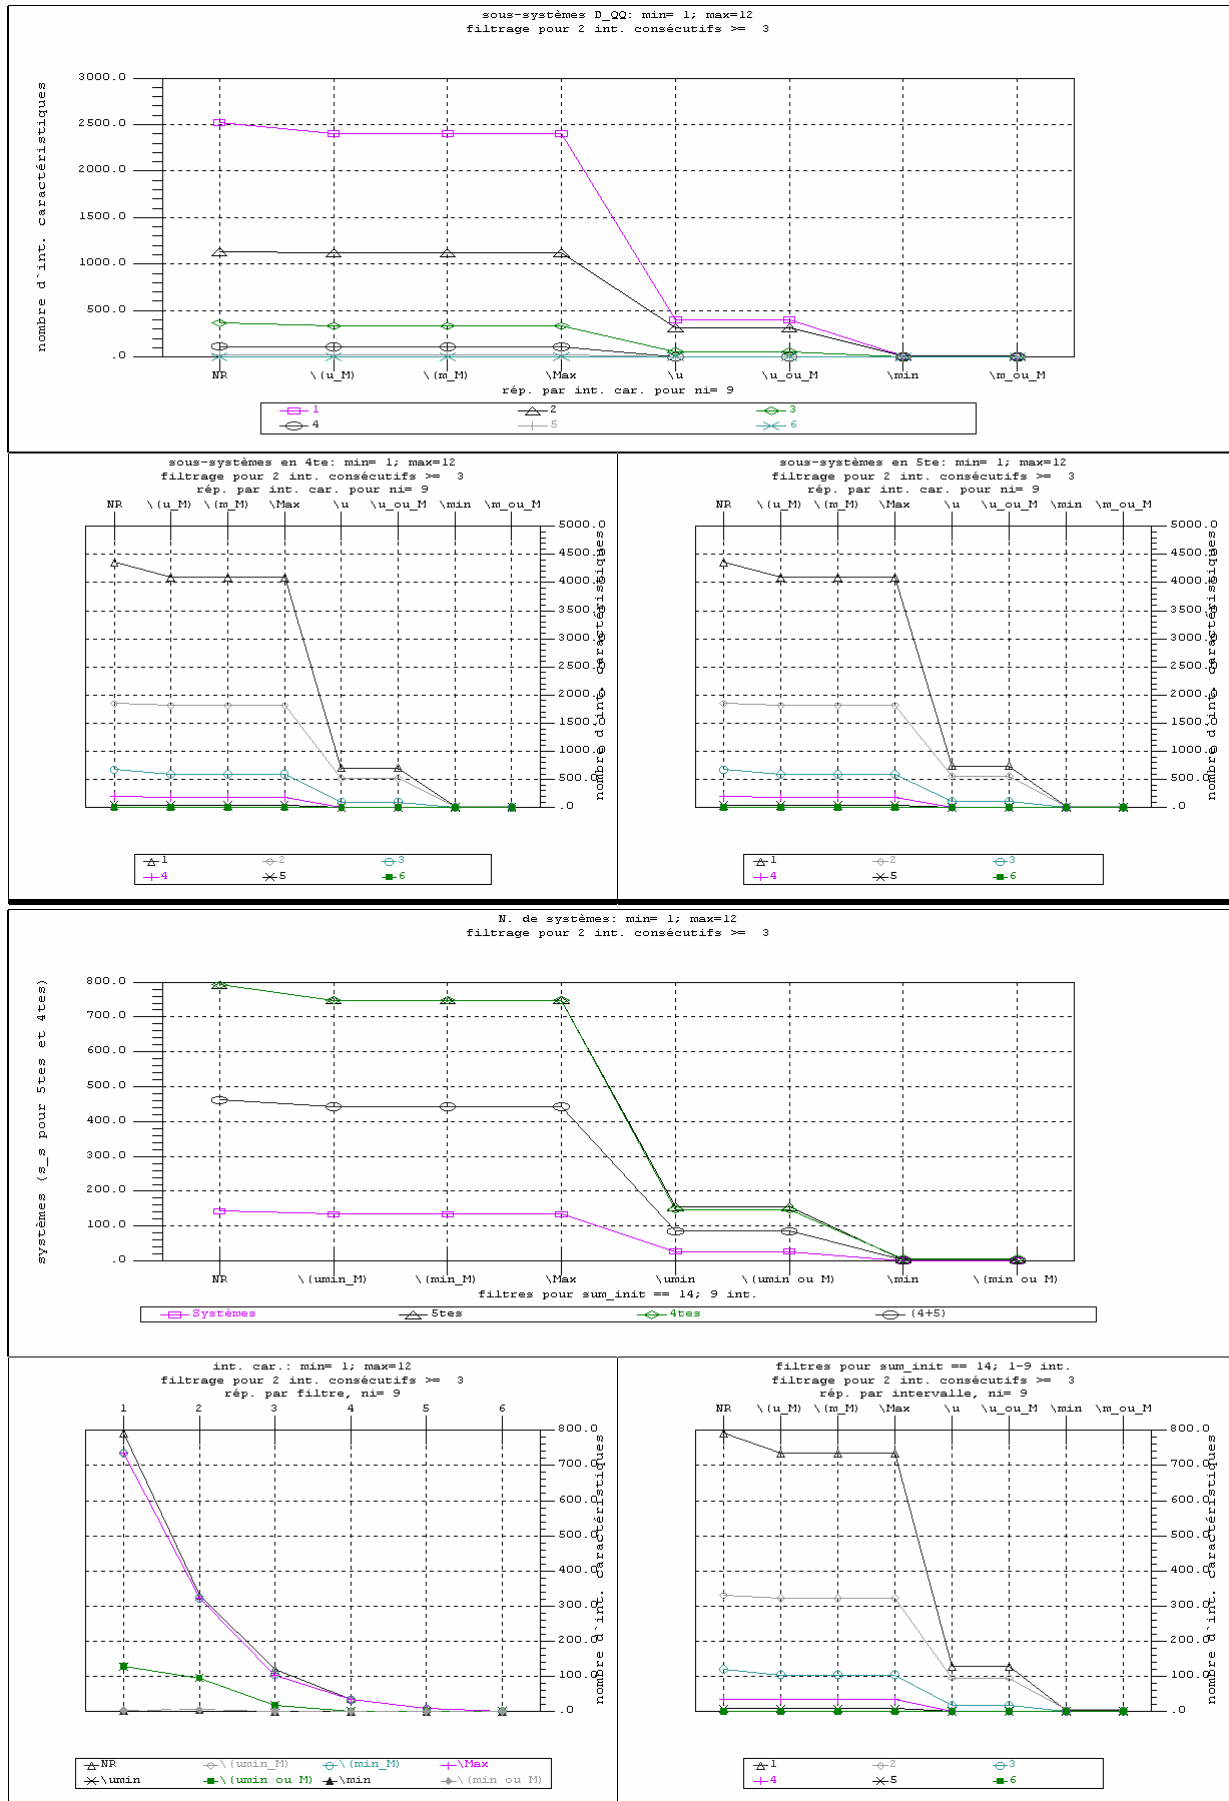 sous-systèmes D_QQ: min= 1; max=12
filtrage pour 2 int. consécutifs >= 3
nombre d`int. caractéristiques
3000.0
2500.0
2000.0
1500.0
1000.0
500.0
.0
NR \(u_M) \(m_M) \Max \u \u_ou_M \min \m_ou_M
rép. par int. car. pour ni= 9
1 2 3
4 5 6
sous-systèmes en 4te: min= 1; max=12
filtrage pour 2 int. consécutifs >= 3
rép. par int. car. pour ni= 9
NR \(u_M) \(m_M) \Max \u \u_ou_M \min \m_ou_M
5000.0
4500.0
4000.0
3500.0
3000.0
2500.0
2000.0
1500.0
1000.0
500.0
.0
nombre d`int. caractéristiques
1 2 3
4 5 6
sous-systèmes en 5te: min= 1; max=12
filtrage pour 2 int. consécutifs >= 3
rép. par int. car. pour ni= 9
NR \(u_M) \(m_M) \Max \u \u_ou_M \min \m_ou_M
5000.0
4500.0
4000.0
3500.0
3000.0
2500.0
2000.0
1500.0
1000.0
500.0
.0
nombre d`int. caractéristiques
1 2 3
4 5 6
N. de systèmes: min= 1; max=12
filtrage pour 2 int. consécutifs >= 3
systèmes (s_s pour 5tes et 4tes)
800.0
700.0
600.0
500.0
400.0
300.0
200.0
100.0
.0
NR \(umin_M) \(min_M) \Max \umin \(umin ou M) \min \(min ou M)
filtres pour sum_init == 14; 9 int.
Systèmes 5tes 4tes (4+5)
int. car.: min= 1; max=12
filtrage pour 2 int. consécutifs >= 3
rép. par filtre, ni= 9
1 2 3 4 5 6
800.0
700.0
600.0
500.0
400.0
300.0
200.0
100.0
.0
nombre d`int. caractéristiques
NR \(umin_M) \(min_M) \Max
\umin \(umin ou M) \min \(min ou M)
filtres pour sum_init == 14; 1-9 int.
filtrage pour 2 int. consécutifs >= 3
rép. par intervalle, ni= 9
NR \(u_M) \(m_M) \Max \u \u_ou_M \min \m_ou_M
800.0
700.0
600.0
500.0
400.0
300.0
200.0
100.0
.0
nombre d`int. caractéristiques
1 2 3
4 5 6